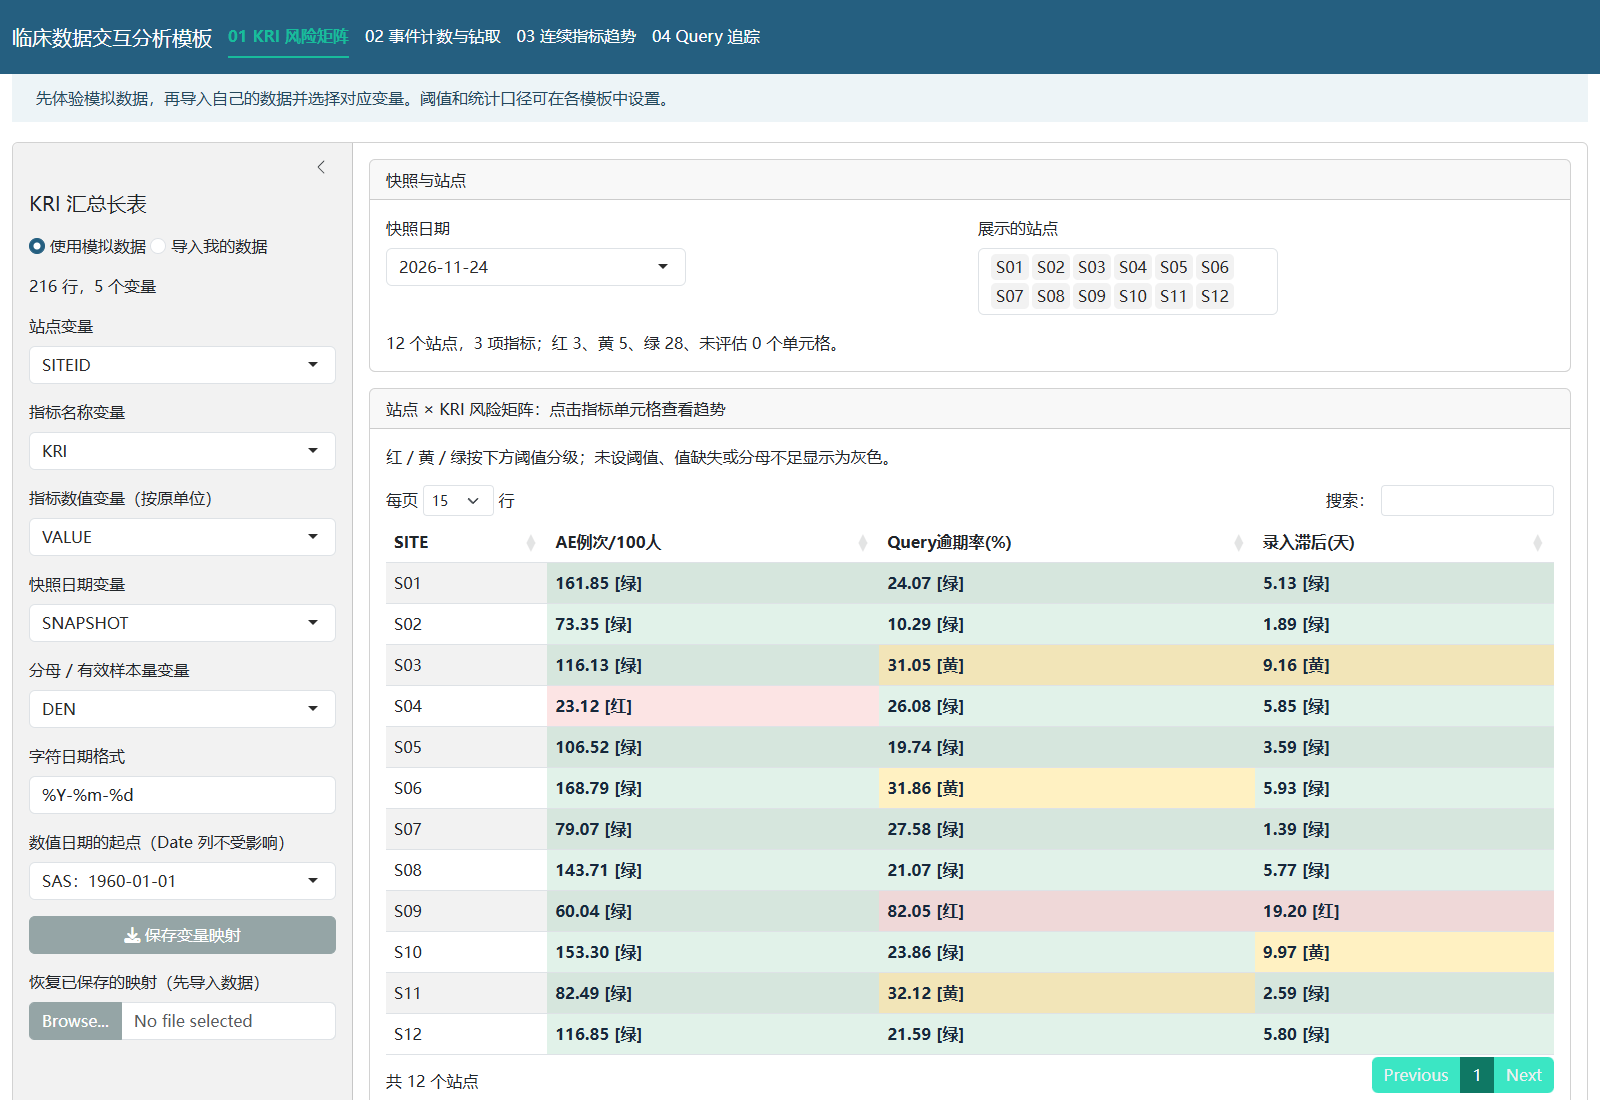 临床数据交互分析模板 01 KRI 风险矩阵 02 事件计数与钻取 03 连续指标趋势 04 Query 追踪
先体验模拟数据，再导入自己的数据并选择对应变量。阈值和统计口径可在各模板中设置。
KRI 汇总长表
使用模拟数据 导入我的数据
216 行，5 个变量
站点变量
SITEID
指标名称变量
KRI
指标数值变量（按原单位）
VALUE
快照日期变量
SNAPSHOT
分母 / 有效样本量变量
DEN
字符日期格式
%Y-%m-%d
数值日期的起点（Date 列不受影响）
SAS：1960-01-01
保存变量映射
恢复已保存的映射（先导入数据）
Browse... No file selected
快照与站点
快照日期
2026-11-24
展示的站点
S01 S02 S03 S04 S05 S06
S07 S08 S09 S10 S11 S12
12 个站点，3 项指标；红 3、黄 5、绿 28、未评估 0 个单元格。
站点 × KRI 风险矩阵：点击指标单元格查看趋势
红 / 黄 / 绿按下方阈值分级；未设阈值、值缺失或分母不足显示为灰色。
每页 15 行 搜索：
SITE AE例次/100人 Query逾期率(%) 录入滞后(天)
S01 161.85 [绿] 24.07 [绿] 5.13 [绿]
S02 73.35 [绿] 10.29 [绿] 1.89 [绿]
S03 116.13 [绿] 31.05 [黄] 9.16 [黄]
S04 23.12 [红] 26.08 [绿] 5.85 [绿]
S05 106.52 [绿] 19.74 [绿] 3.59 [绿]
S06 168.79 [绿] 31.86 [黄] 5.93 [绿]
S07 79.07 [绿] 27.58 [绿] 1.39 [绿]
S08 143.71 [绿] 21.07 [绿] 5.77 [绿]
S09 60.04 [绿] 82.05 [红] 19.20 [红]
S10 153.30 [绿] 23.86 [绿] 9.97 [黄]
S11 82.49 [绿] 32.12 [黄] 2.59 [绿]
S12 116.85 [绿] 21.59 [绿] 5.80 [绿]
共 12 个站点
Previous 1 Next